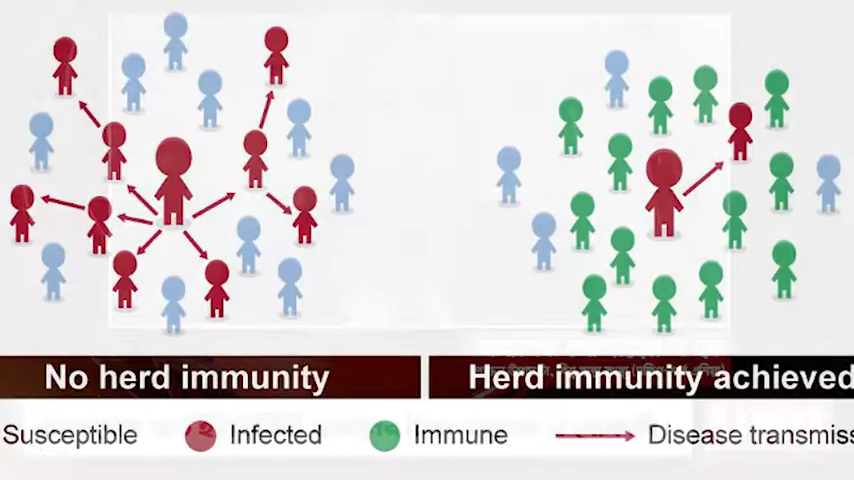 No herd immunity
Herd immunity achieved
Susceptible Infected Immune Disease transmiss